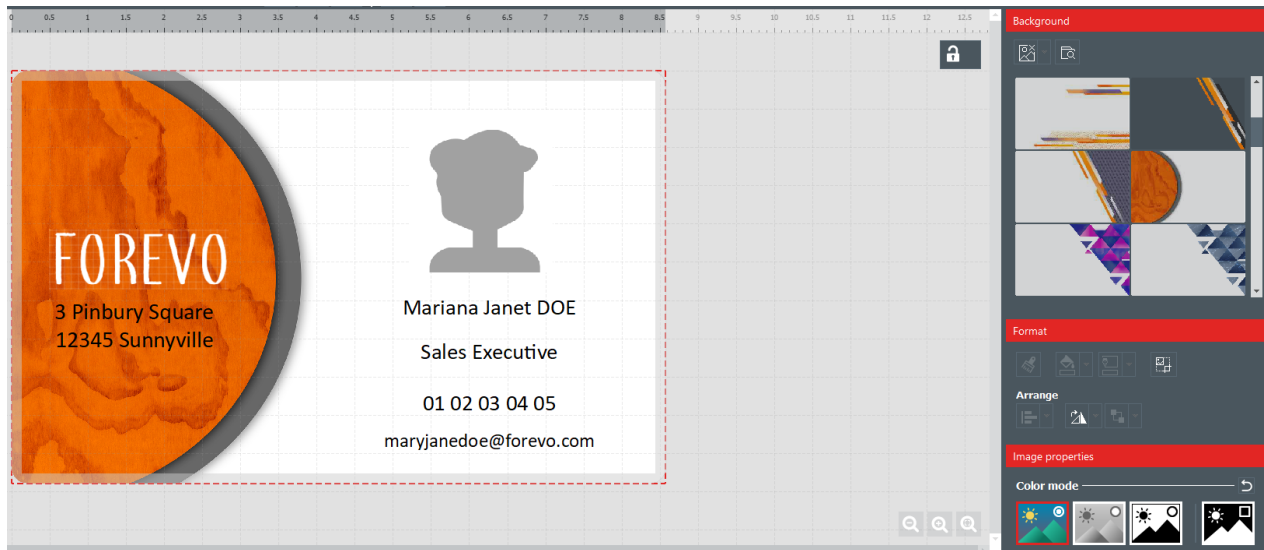 0 0.5 1 1.5 2 2.5 3 3.5 4 4.5 5 5.5 6 6.5 7 7.5 8 8.5 9 9.5 10 10.5 11 11.5 12 12.5
Background
FOREVO
3 Pinbury Square
12345 Sunnyville
Mariana Janet DOE
Sales Executive
01 02 03 04 05
maryjanedoe@forevo.com
Format
Arrange
Image properties
Color mode